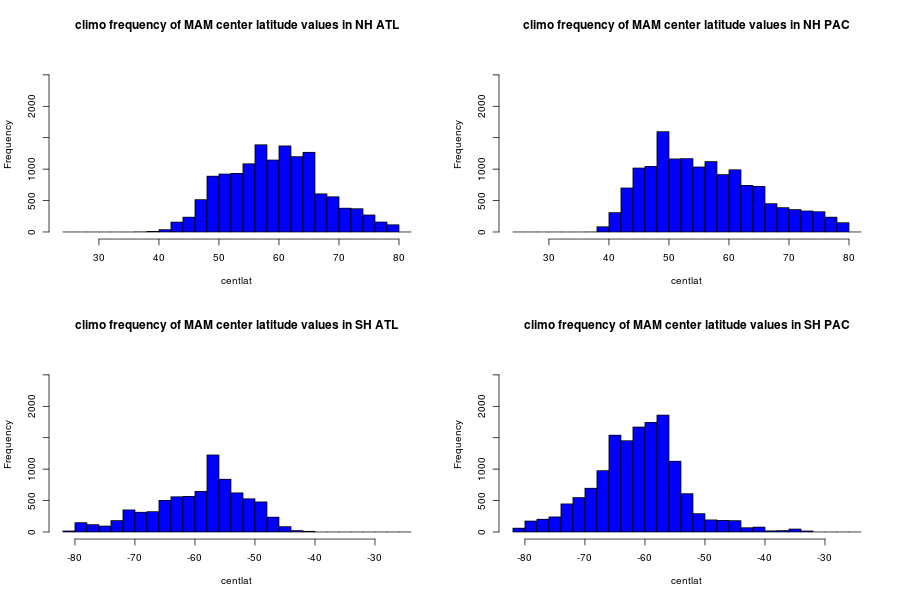 climo frequency of MAM center latitude values in NH ATL
Frequency
2000
1000
500
0
30 40 50 60 70 80
centlat
climo frequency of MAM center latitude values in NH PAC
Frequency
2000
1000
500
0
30 40 50 60 70 80
centlat
climo frequency of MAM center latitude values in SH ATL
Frequency
2000
1000
500
0
-80 -70 -60 -50 -40 -30
centlat
climo frequency of MAM center latitude values in SH PAC
Frequency
2000
1000
500
0
-80 -70 -60 -50 -40 -30
centlat